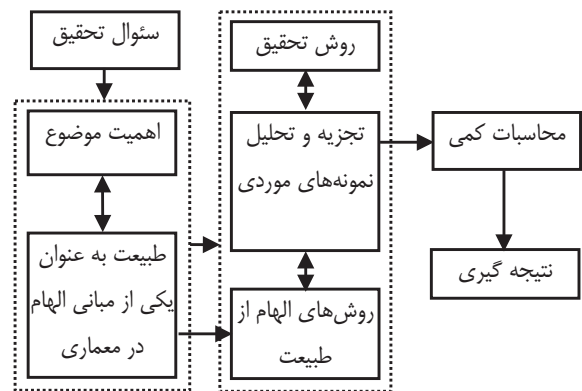 سئوال تحقیق
اهمیت موضوع
طبیعت به عنوان
یکی از مبانی الهام
در معماری
روش تحقیق
تجزیه و تحلیل
نمونه‌های موردی
روش‌های الهام از
طبیعت
محاسبات کمی
نتیجه گیری